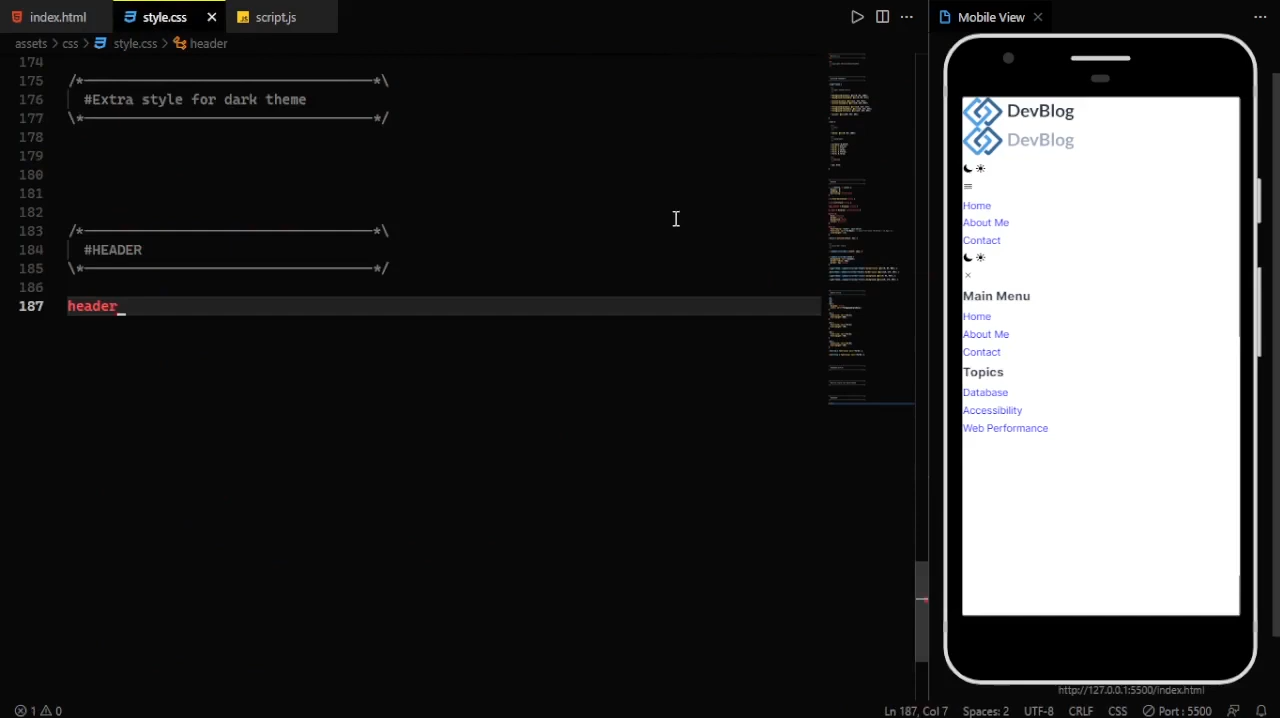 index.html
style.css
script.js
Mobile View
assets > css > style.css > header
174
175 /*——————————————————————————————*\
176 #Extra style for dark theme
177 \*——————————————————————————————*/
178
179
180
181
182
183 /*——————————————————————————————*\
184 #HEADER
185 \*——————————————————————————————*/
186
187 header
DevBlog
DevBlog
Home
About Me
Contact
Main Menu
Home
About Me
Contact
Topics
Database
Accessibility
Web Performance
http://127.0.0.1:5500/index.html
1 0
Ln 187, Col 7
Spaces: 2
UTF-8
CRLF
CSS
Port : 5500